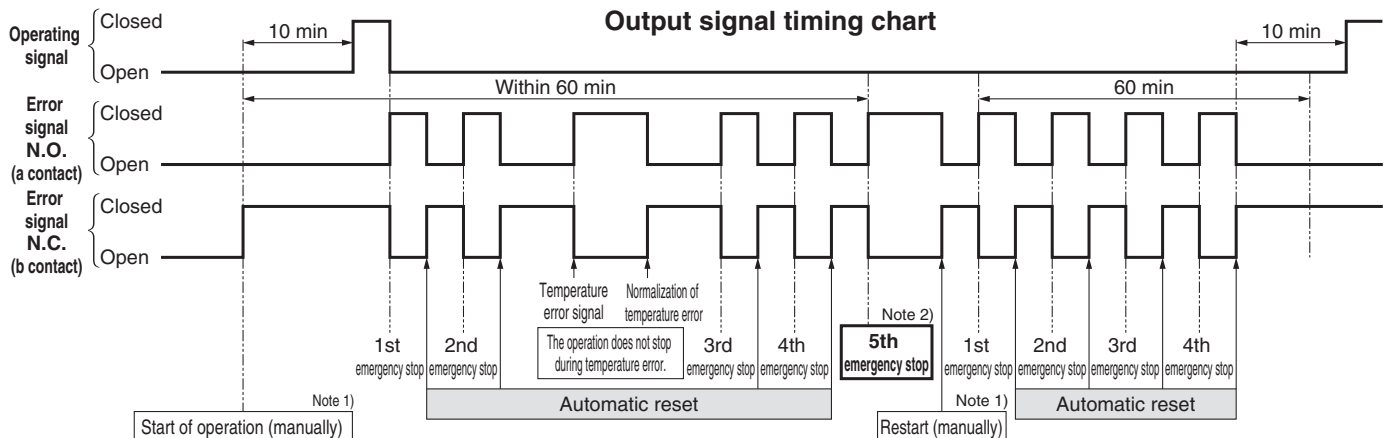 Output signal timing chart
Operating
signal
Closed
Open
10 min
10 min
Within 60 min
60 min
Error
signal
N.O.
(a contact)
Closed
Open
Error
signal
N.C.
(b contact)
Closed
Open
Temperature
error signal
Normalization of
temperature error
The operation does not stop
during temperature error.
1st
emergency stop
2nd
emergency stop
3rd
emergency stop
4th
emergency stop
Note 2)
5th
emergency stop
1st
emergency stop
2nd
emergency stop
3rd
emergency stop
4th
emergency stop
Note 1)
Start of operation (manually)
Automatic reset
Note 1)
Restart (manually)
Automatic reset